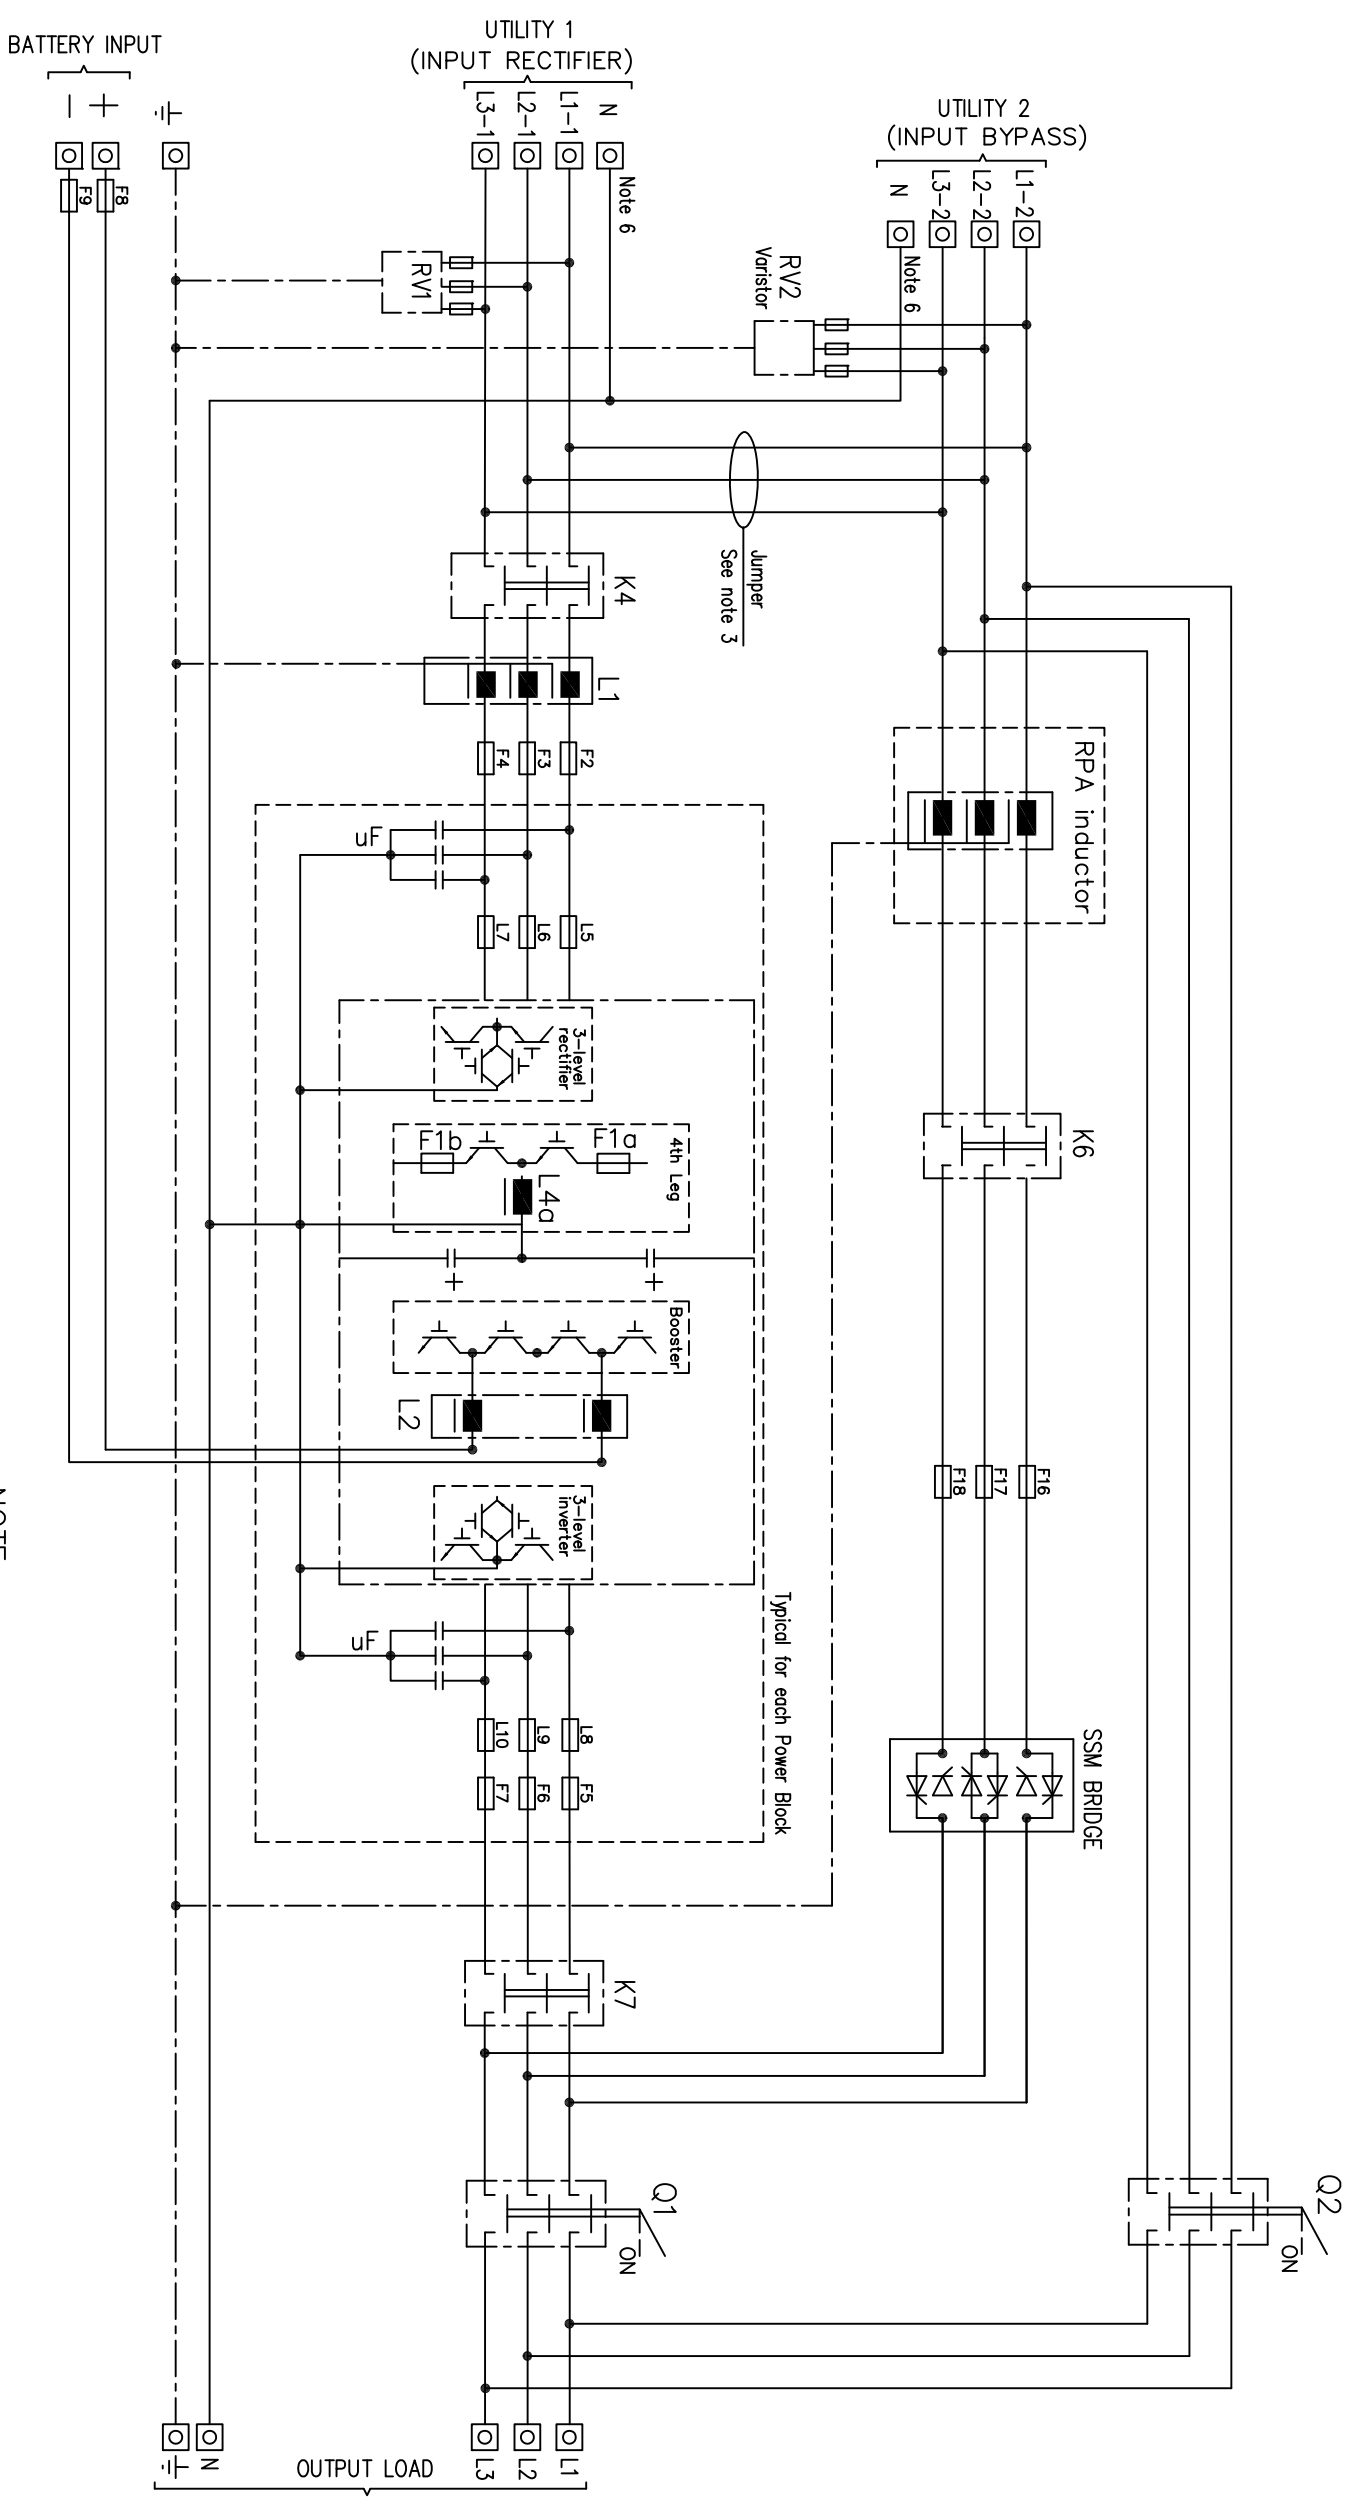 UTILITY 1
(INPUT RECTIFIER)
BATTERY INPUT
UTILITY 2
(INPUT BYPASS)
L3-1
L2-1
L1-1
N
L3-2
L2-2
L1-2
N
- +
F9
F8
Note 6
Note 6
RV1
RV2
Varistor
Jumper
See note 3
K4
L1
F4
F3
F2
RPA inductor
uF
L7
L6
L5
3-level
rectifier
K6
F1b
F1a
4th Leg
L4a
+
+
Booster
L2
F18
F17
F16
3-level
inverter
Typical for each Power Block
uF
L10
L9
L8
F7
F6
F5
SSM BRIDGE
K7
Q1
ON
Q2
ON
N
L3
L2
L1
OUTPUT LOAD